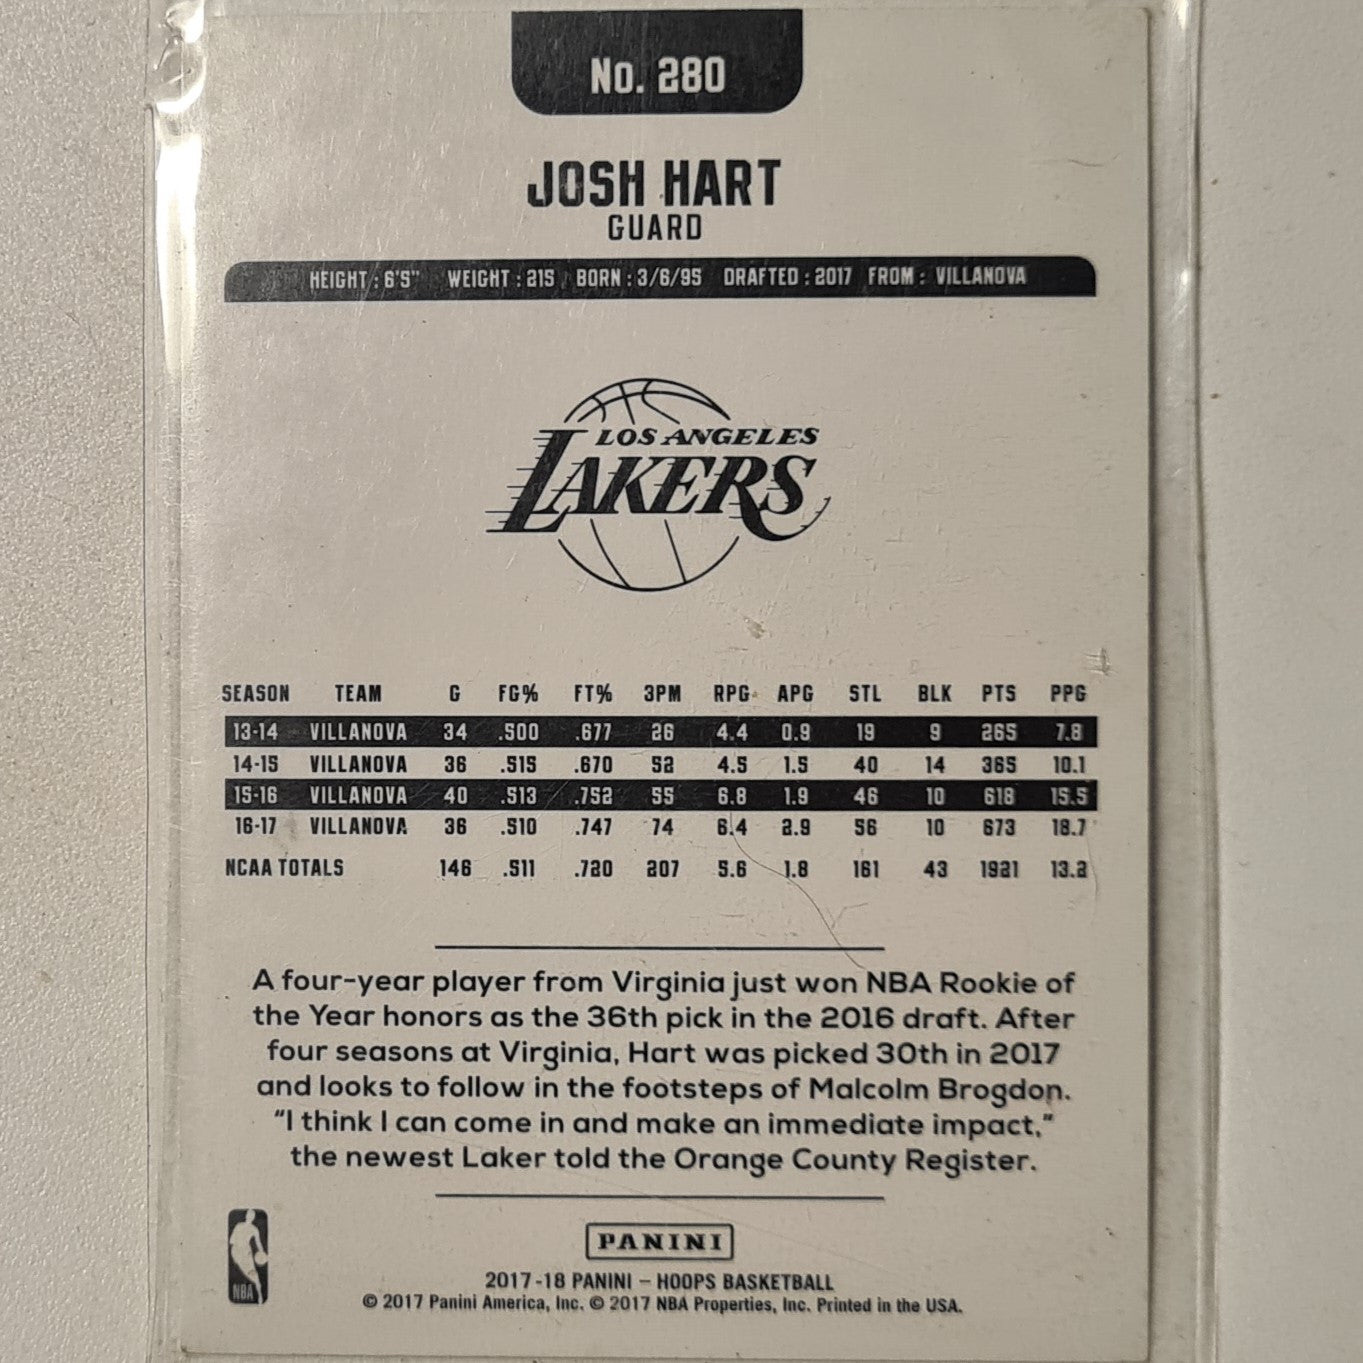 No. 280
JOSH HART
GUARD
HEIGHT : 6'5" WEIGHT : 215 BORN : 3/6/95 DRAFTED : 2017 FROM : VILLANOVA
LOS ANGELES
LAKERS
SEASON TEAM G FG% FT% 3PM RPG APG STL BLK PTS PPG
13-14 VILLANOVA 34 .500 .677 26 4.4 0.9 19 9 265 7.8
14-15 VILLANOVA 36 .515 .670 52 4.5 1.5 40 14 365 10.1
15-16 VILLANOVA 40 .513 .752 55 6.8 1.9 46 10 618 15.5
16-17 VILLANOVA 36 .510 .747 74 6.4 2.9 56 10 673 18.7
NCAA TOTALS 146 .511 .720 207 5.6 1.8 161 43 1921 13.2
A four-year player from Virginia just won NBA Rookie of
the Year honors as the 36th pick in the 2016 draft. After
four seasons at Virginia, Hart was picked 30th in 2017
and looks to follow in the footsteps of Malcolm Brogdon.
“I think I can come in and make an immediate impact,”
the newest Laker told the Orange County Register.
NBA
PANINI
2017-18 PANINI – HOOPS BASKETBALL
© 2017 Panini America, Inc. © 2017 NBA Properties, Inc. Printed in the USA.